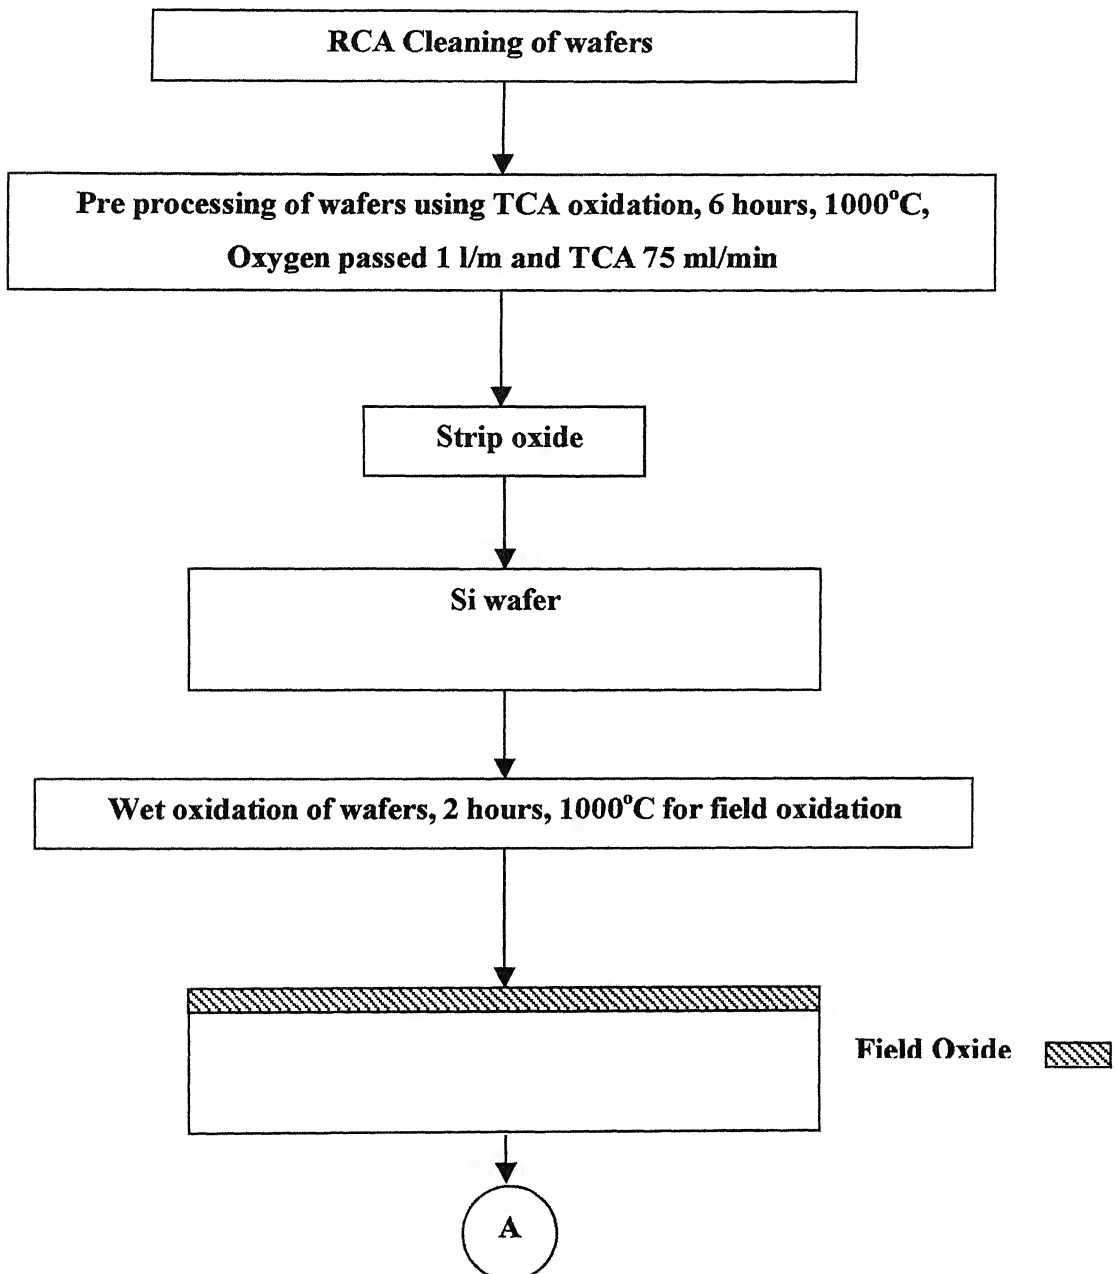 RCA Cleaning of wafers
Pre processing of wafers using TCA oxidation, 6 hours, 1000°C,
Oxygen passed 1 l/m and TCA 75 ml/min
Strip oxide
Si wafer
Wet oxidation of wafers, 2 hours, 1000°C for field oxidation
Field Oxide
A